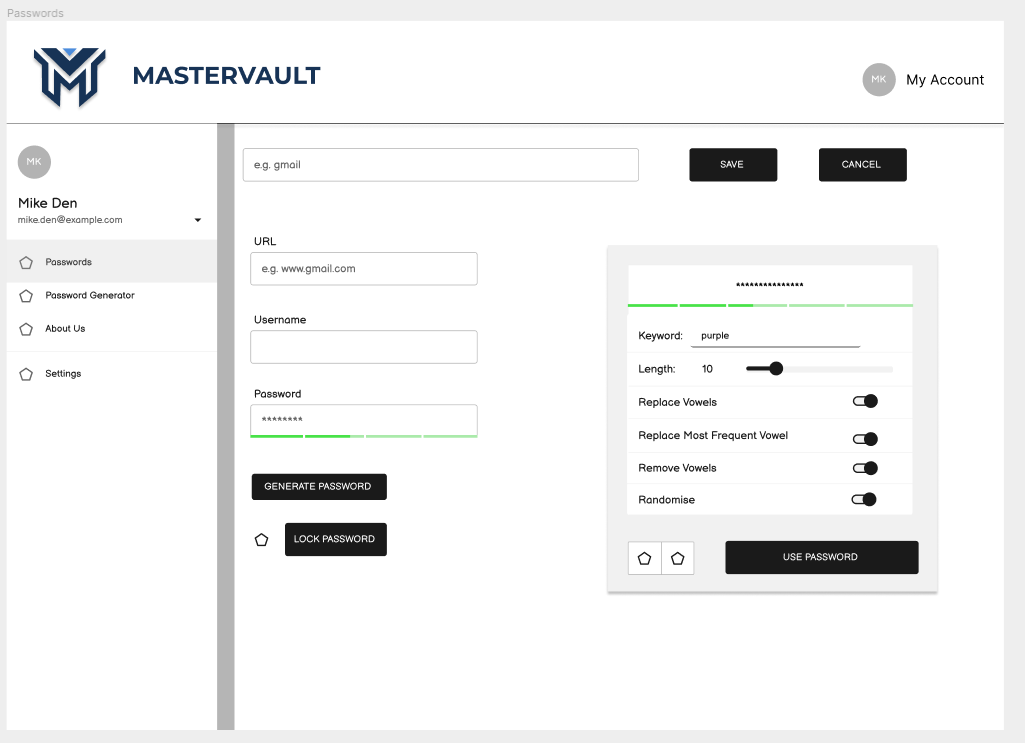 Passwords
MASTERVAULT
MK
My Account
MK
Mike Den
mike.den@example.com
Passwords
Password Generator
About Us
Settings
e.g. gmail
SAVE
CANCEL
URL
e.g. www.gmail.com
Username
Password
********
GENERATE PASSWORD
LOCK PASSWORD
***************
Keyword: purple
Length: 10
Replace Vowels
Replace Most Frequent Vowel
Remove Vowels
Randomise
USE PASSWORD